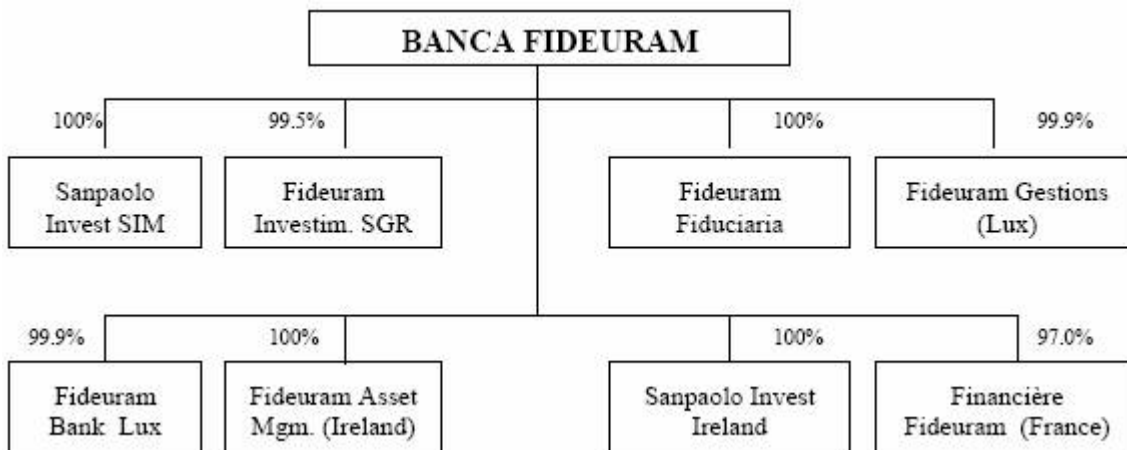 BANCA FIDEURAM
100% 99.5% 100% 99.9%
Sanpaolo
Invest SIM
Fideuram
Investim. SGR
Fideuram
Fiduciaria
Fideuram Gestions
(Lux)
99.9% 100% 100% 97.0%
Fideuram
Bank Lux
Fideuram Asset
Mgm. (Ireland)
Sanpaolo Invest
Ireland
Financière
Fideuram (France)